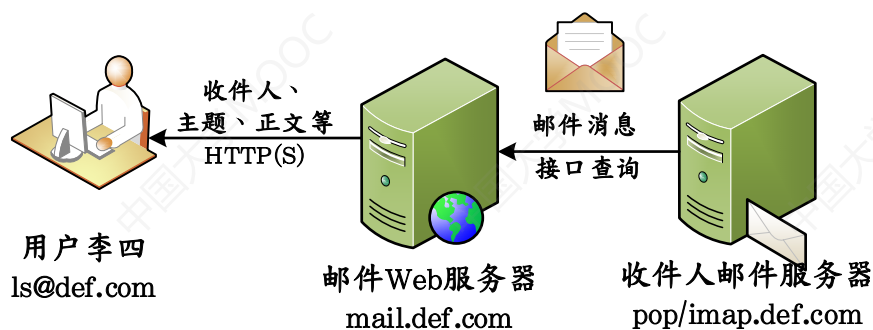 收件人、
主题、正文等
HTTP(S)
邮件消息
接口查询
用户李四
ls@def.com
邮件Web服务器
mail.def.com
收件人邮件服务器
pop/imap.def.com